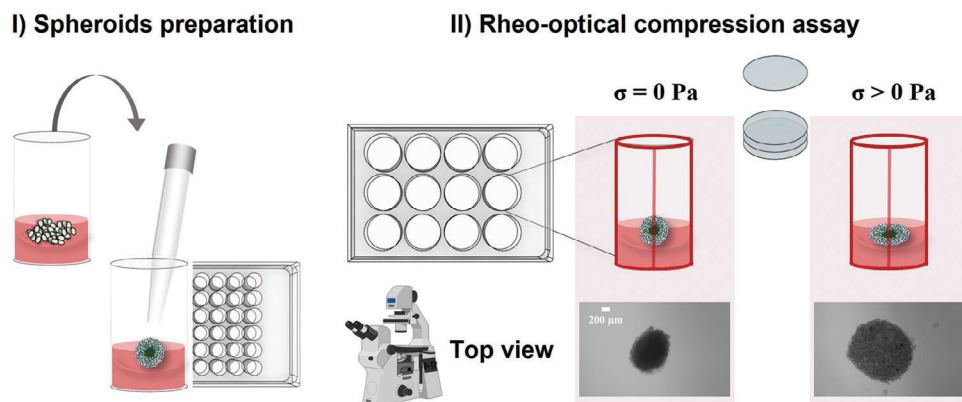 I) Spheroids preparation
II) Rheo-optical compression assay
σ = 0 Pa
σ > 0 Pa
200 µm
Top view